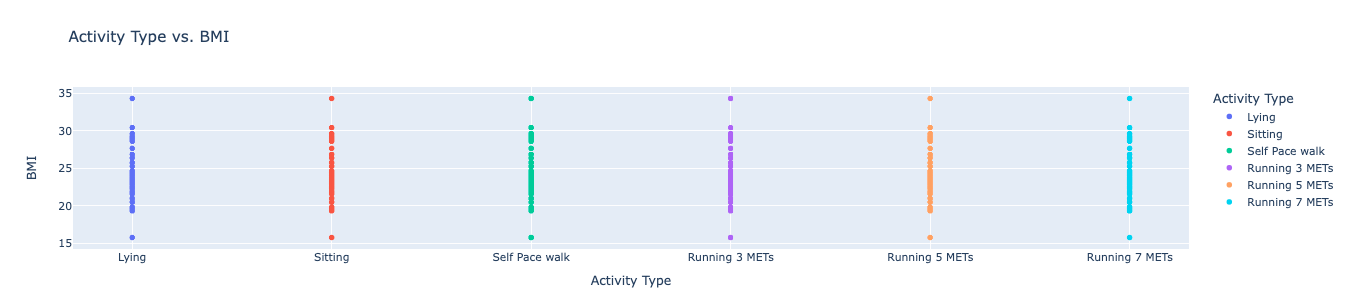 Activity Type vs. BMI
BMI
35
30
25
20
15
Lying
Sitting
Self Pace walk
Running 3 METs
Running 5 METs
Running 7 METs
Activity Type
Activity Type
Lying
Sitting
Self Pace walk
Running 3 METs
Running 5 METs
Running 7 METs